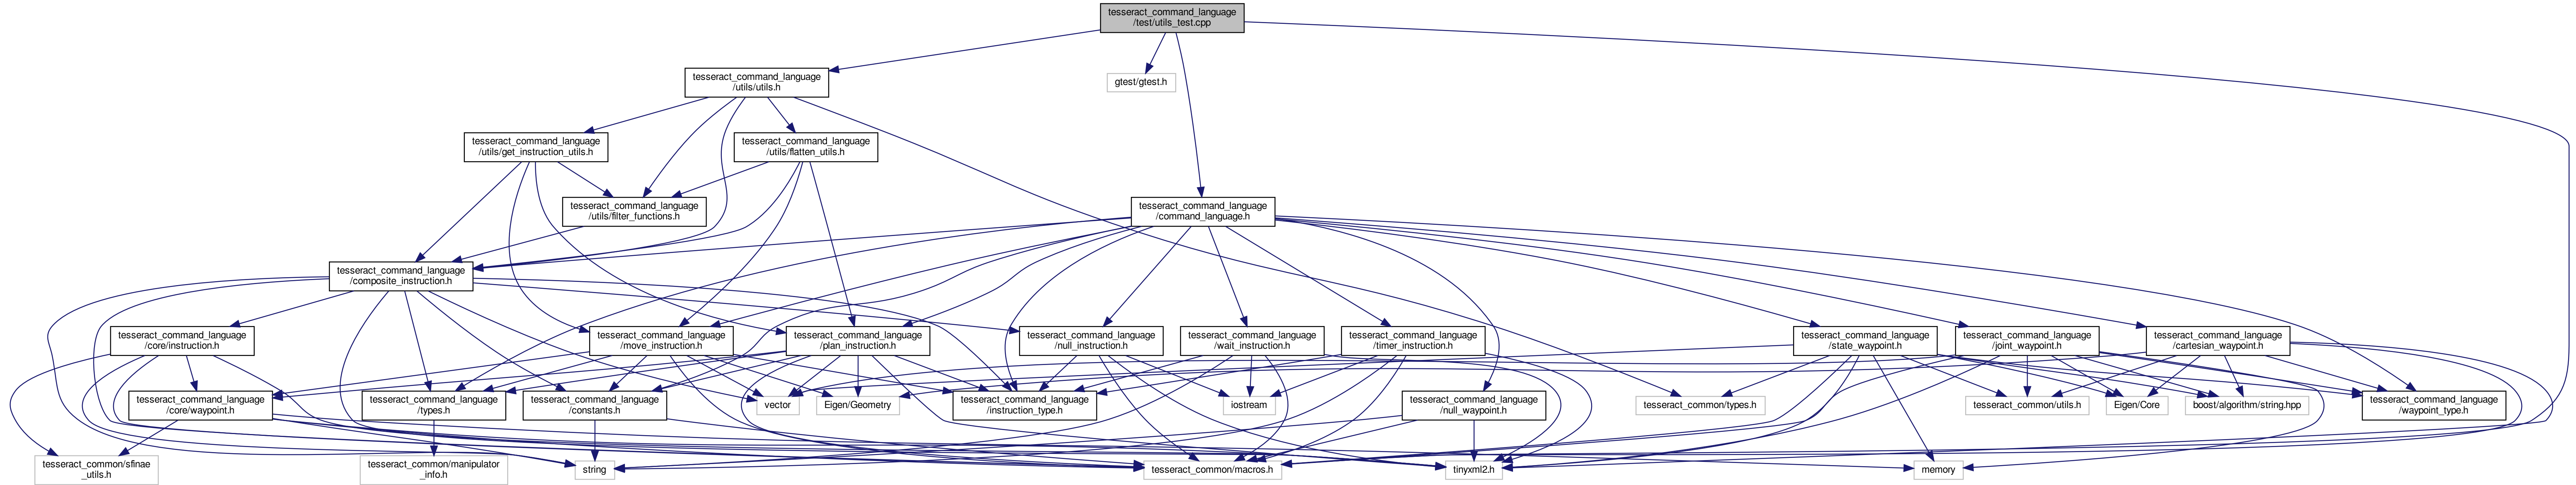 tesseract_command_language
/test/utils_test.cpp
tesseract_command_language
/utils/utils.h
gtest/gtest.h
tesseract_command_language
/utils/get_instruction_utils.h
tesseract_command_language
/utils/flatten_utils.h
tesseract_command_language
/utils/filter_functions.h
tesseract_command_language
/command_language.h
tesseract_command_language
/composite_instruction.h
tesseract_command_language
/core/instruction.h
tesseract_command_language
/move_instruction.h
tesseract_command_language
/plan_instruction.h
tesseract_command_language
/null_instruction.h
tesseract_command_language
/wait_instruction.h
tesseract_command_language
/timer_instruction.h
tesseract_command_language
/state_waypoint.h
tesseract_command_language
/joint_waypoint.h
tesseract_command_language
/cartesian_waypoint.h
tesseract_command_language
/core/waypoint.h
tesseract_command_language
/types.h
tesseract_command_language
/constants.h
vector
Eigen/Geometry
tesseract_command_language
/instruction_type.h
iostream
tesseract_command_language
/null_waypoint.h
tesseract_common/types.h
tesseract_common/utils.h
Eigen/Core
boost/algorithm/string.hpp
tesseract_command_language
/waypoint_type.h
tesseract_common/sfinae
_utils.h
tesseract_common/manipulator
_info.h
string
tesseract_common/macros.h
tinyxml2.h
memory